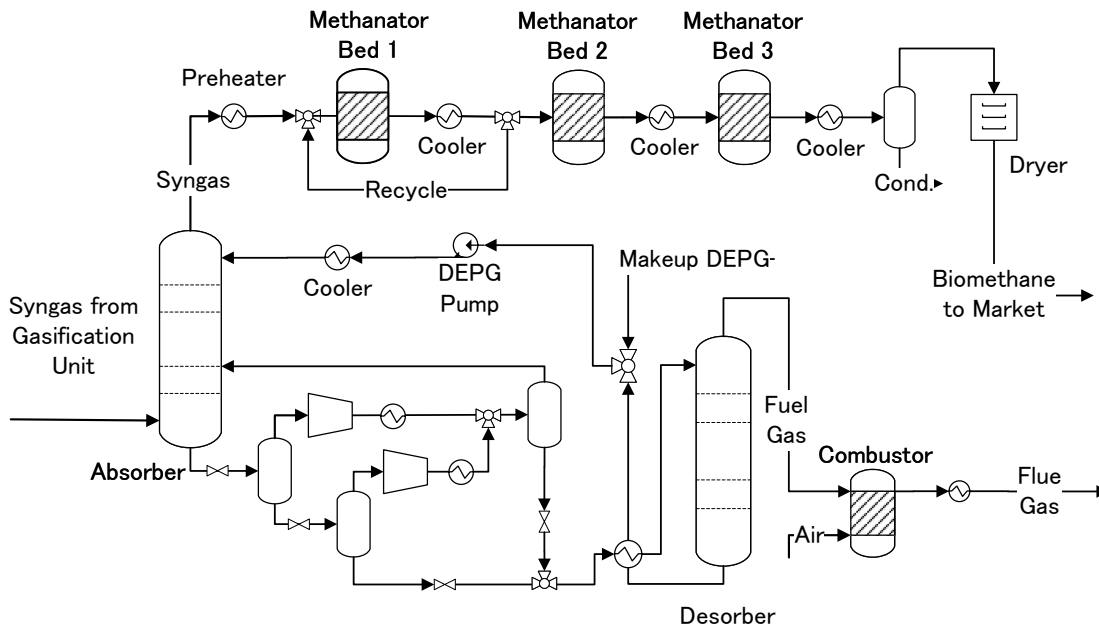 Methanator
Bed 1
Methanator
Bed 2
Methanator
Bed 3
Preheater
Cooler
Cooler
Cooler
Cond.
Dryer
Syngas
Recycle
Makeup DEPG-
Biomethane
to Market
DEPG
Pump
Cooler
Syngas from
Gasification
Unit
Fuel
Gas
Absorber
Combustor
Flue
Gas
Air
Desorber